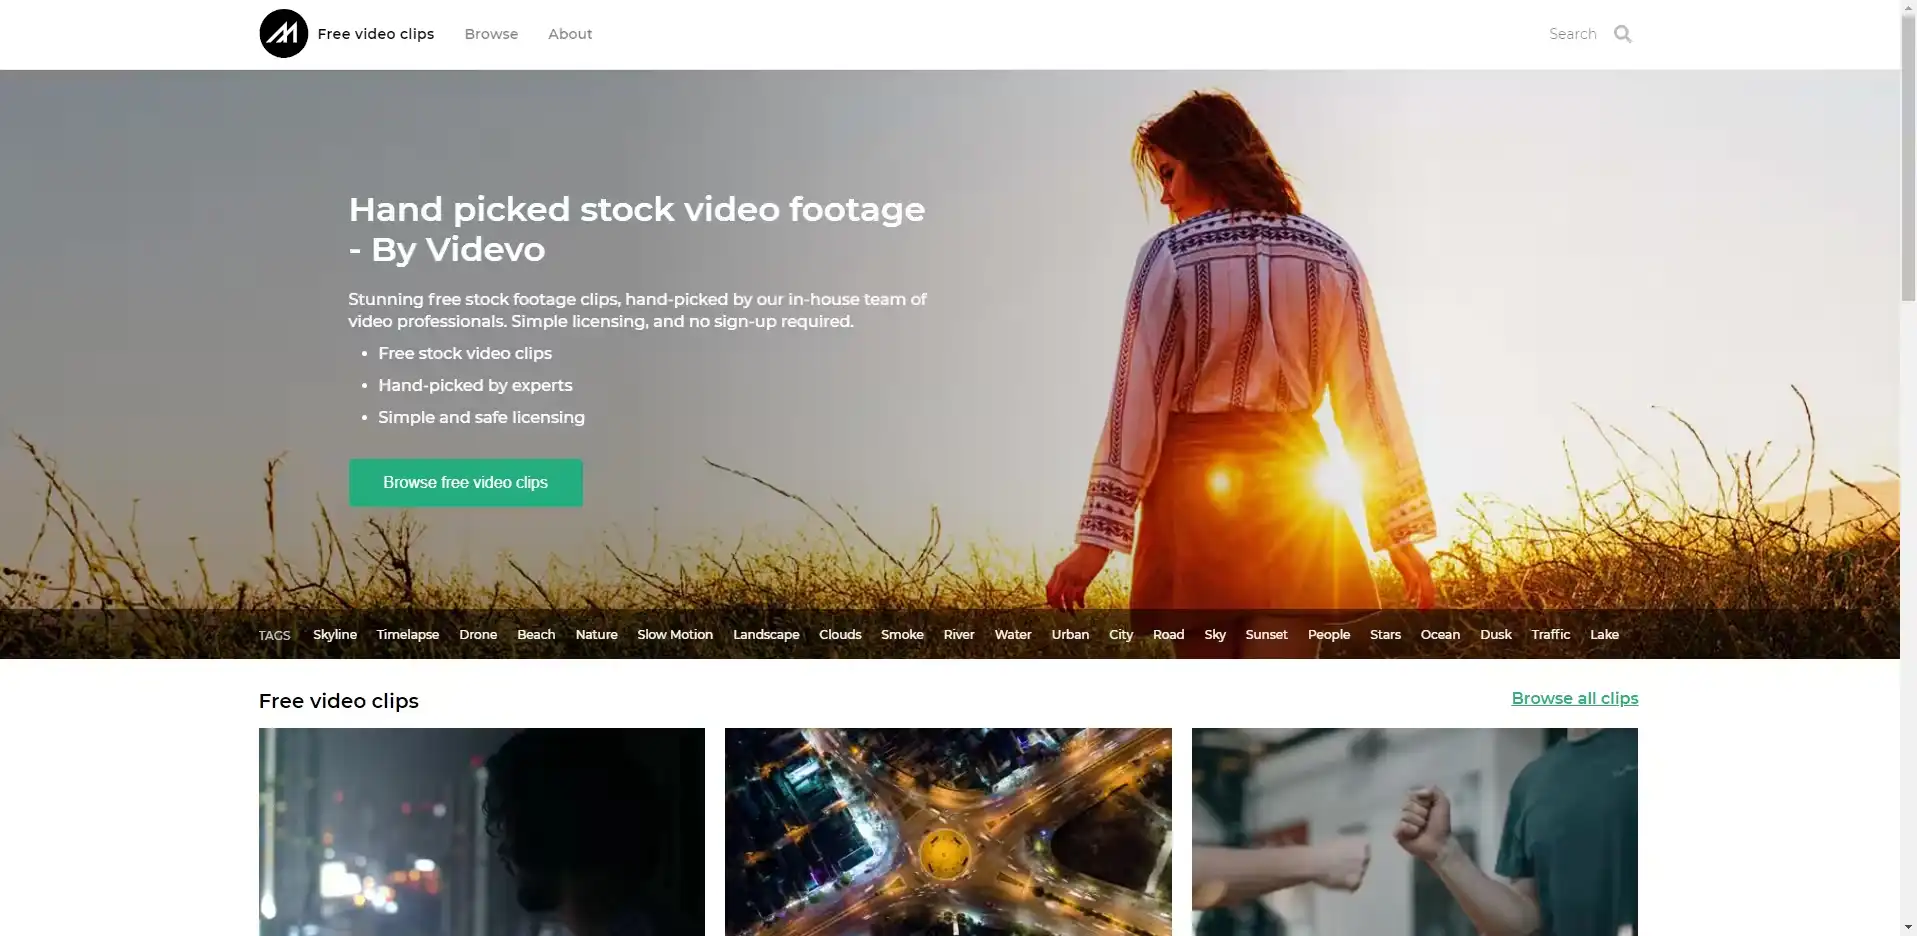 Free video clips
Browse
About
Search
Hand picked stock video footage
- By Videvo
Stunning free stock footage clips, hand-picked by our in-house team of
video professionals. Simple licensing, and no sign-up required.
• Free stock video clips
• Hand-picked by experts
• Simple and safe licensing
Browse free video clips
TAGS Skyline Timelapse Drone Beach Nature Slow Motion Landscape Clouds Smoke River Water Urban City Road Sky Sunset People Stars Ocean Dusk Traffic Lake
Free video clips
Browse all clips